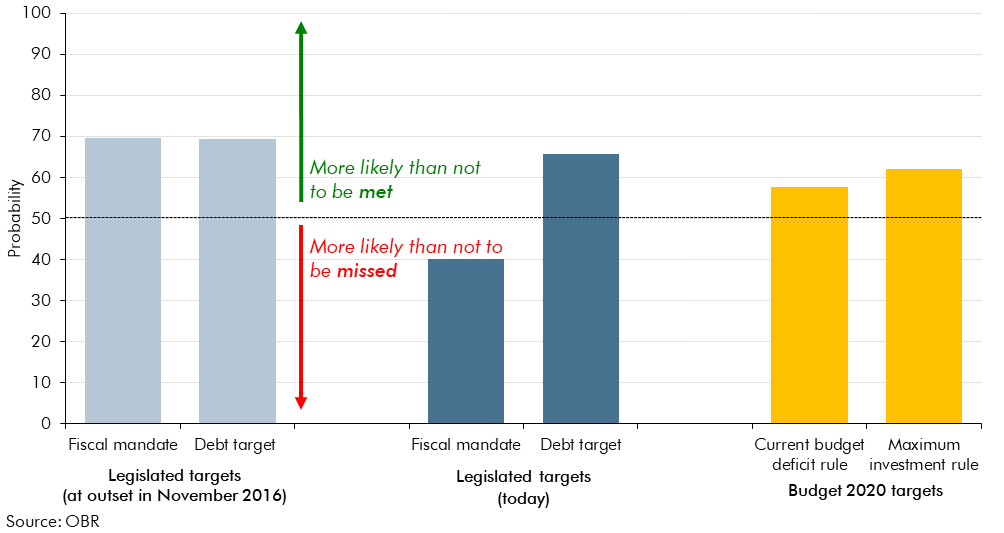 100
90
80
70
60
50
40
30
20
10
0
Probability
More likely than not
to be met
More likely than not to
be missed
Fiscal mandate
Debt target
Legislated targets
(at outset in November 2016)
Fiscal mandate
Debt target
Legislated targets
(today)
Current budget
deficit rule
Maximum
investment rule
Budget 2020 targets
Source: OBR